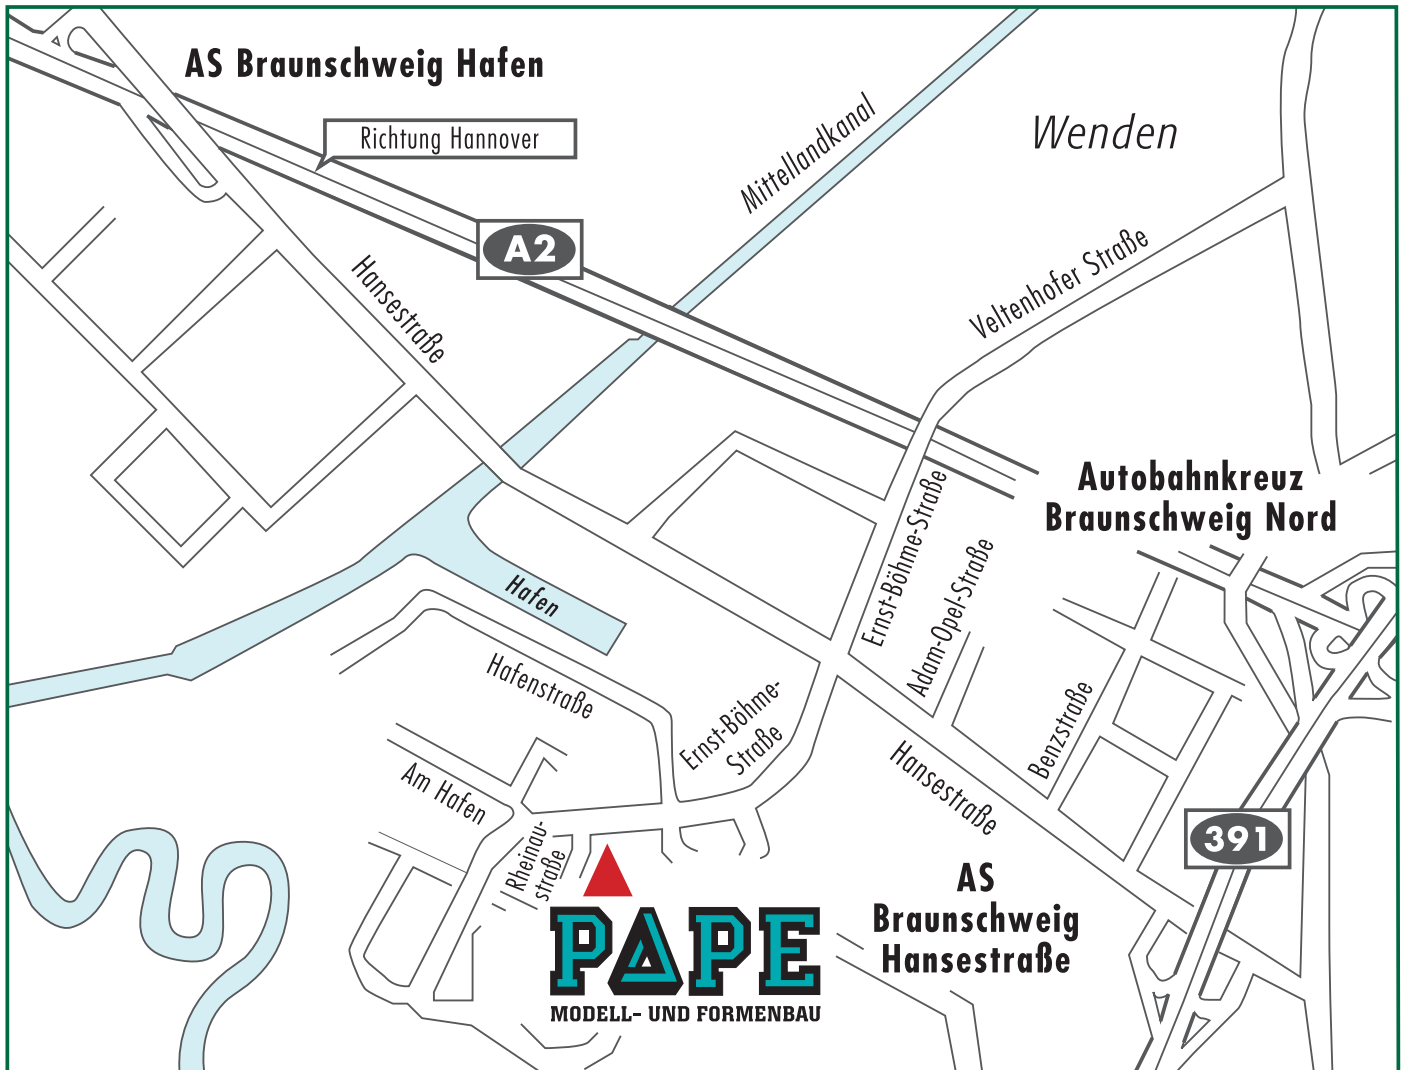 AS Braunschweig Hafen
Richtung Hannover
Mittellandkanal
Wenden
A2
Hansestraße
Veltenhofer Straße
Autobahnkreuz
Braunschweig Nord
Ernst-Böhme-Straße
Adam-Opel-Straße
Hafen
Hafenstraße
Ernst-Böhme-
Straße
Benzstraße
Am Hafen
Hansestraße
Rheinau-
straße
391
AS
Braunschweig
Hansestraße
PAPE
MODELL- UND FORMENBAU